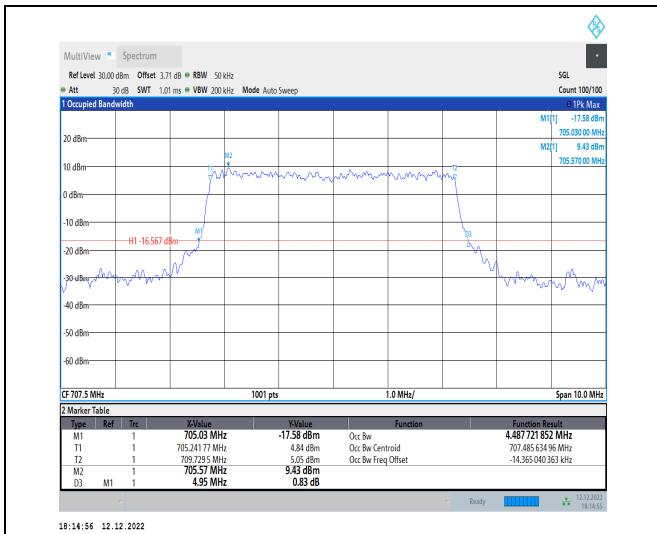 MultiView Spectrum
Ref Level 30.00 dBm Offset 3.71 dB RBW 50 kHz SGL
Att 30 dB SWT 1.01 ms VBW 200 kHz Mode Auto Sweep Count 100/100
1 Occupied Bandwidth 1Pk Max
M1[1] -17.58 dBm
705.030 00 MHz
M2[1] 9.43 dBm
705.570 00 MHz
20 dBm
M2
T1 T2
10 dBm
0 dBm
-10 dBm
M1
D3
H1 -16.567 dBm
-20 dBm
-30 dBm
-40 dBm
-50 dBm
-60 dBm
CF 707.5 MHz 1001 pts 1.0 MHz/ Span 10.0 MHz
2 Marker Table
Type Ref Trc X-Value Y-Value Function Function Result
M1 1 705.03 MHz -17.58 dBm Occ Bw 4.487 721 852 MHz
T1 1 705.241 77 MHz 4.84 dBm Occ Bw Centroid 707.485 634 96 MHz
T2 1 709.729 5 MHz 5.05 dBm Occ Bw Freq Offset -14.365 040 363 kHz
M2 1 705.57 MHz 9.43 dBm
D3 M1 1 4.95 MHz 0.83 dB
Ready 12.12.2022
18:14:55
18:14:56 12.12.2022